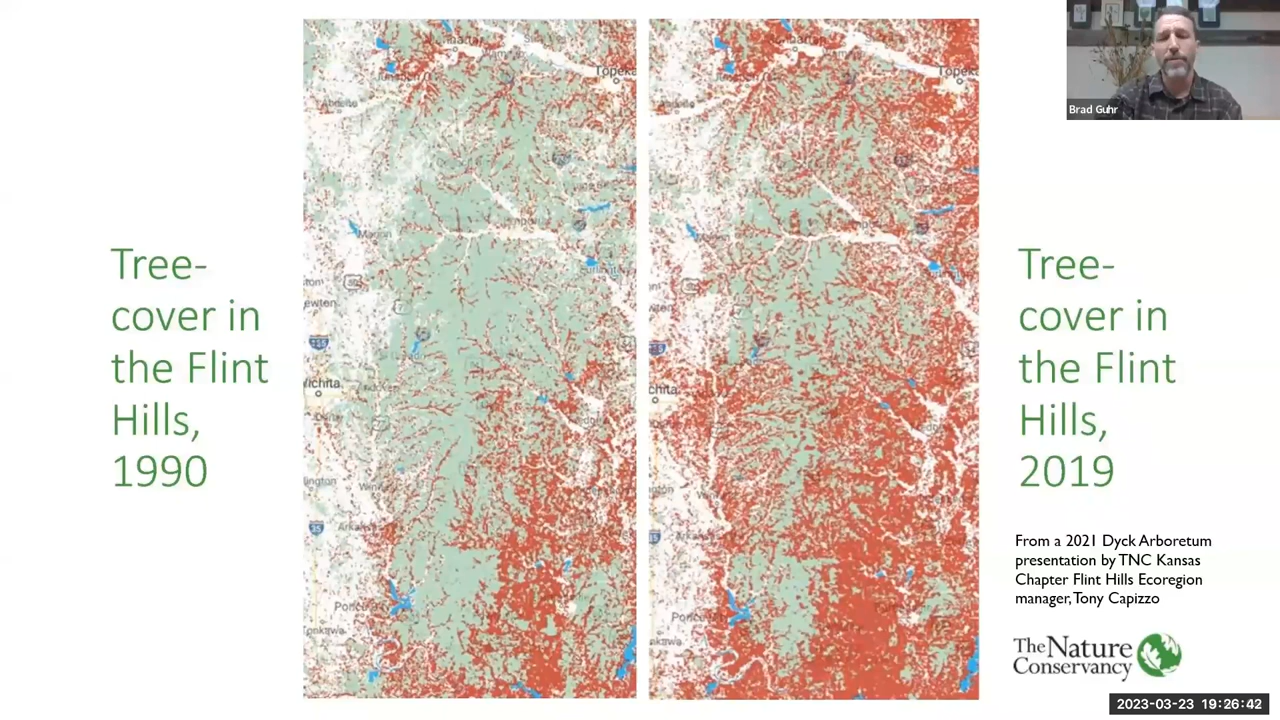 Tree-
cover in
the Flint
Hills,
1990
Topeka
Marion
Newton
Wichita
Ponca City
Tonkawa
Tree-
cover in
the Flint
Hills,
2019
From a 2021 Dyck Arboretum
presentation by TNC Kansas
Chapter Flint Hills Ecoregion
manager, Tony Capizzo
The Nature
Conservancy
Brad Guhr
2023-03-23 19:26:42